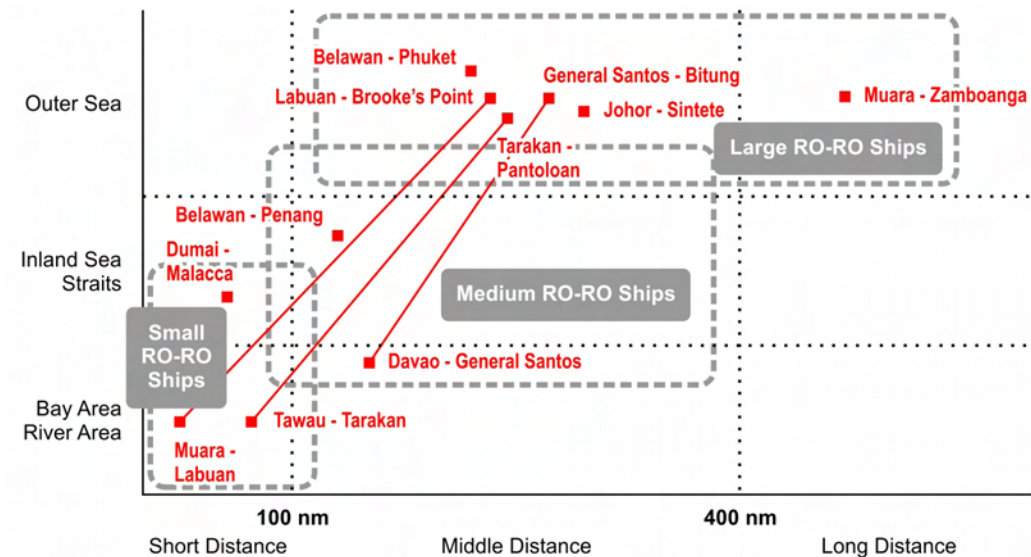 Belawan - Phuket
General Santos - Bitung
Outer Sea
Labuan - Brooke's Point
Muara - Zamboanga
Johor - Sintete
Tarakan -
Pantoloan
Large RO-RO Ships
Belawan - Penang
Dumai -
Malacca
Inland Sea
Straits
Medium RO-RO Ships
Small
RO-RO
Ships
Davao - General Santos
Bay Area
River Area
Tawau - Tarakan
Muara -
Labuan
100 nm
400 nm
Short Distance
Middle Distance
Long Distance